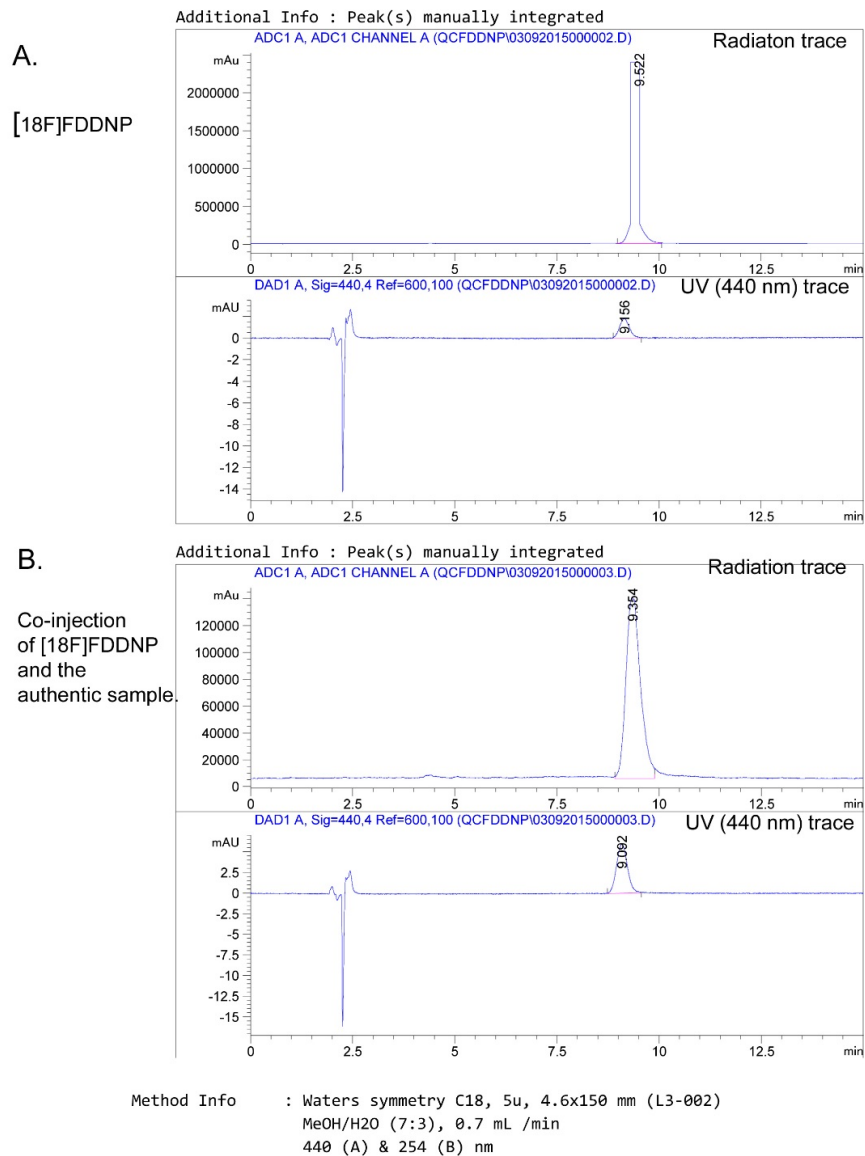 Additional Info : Peak(s) manually integrated
A.
[18F]FDDNP
ADC1 A, ADC1 CHANNEL A (QCFDDNP\03092015000002.D)
Radiaton trace
mAu
9.522
2000000
1500000
1000000
500000
0
0 2.5 5 7.5 10 12.5 min
DAD1 A, Sig=440,4 Ref=600,100 (QCFDDNP\03092015000002.D)
UV (440 nm) trace
mAU
9.156
0
-2
-4
-6
-8
-10
-12
-14
0 2.5 5 7.5 10 12.5 min
B.
Additional Info : Peak(s) manually integrated
Co-injection
of [18F]FDDNP
and the
authentic sample.
ADC1 A, ADC1 CHANNEL A (QCFDDNP\03092015000003.D)
Radiation trace
mAu
9.354
120000
100000
80000
60000
40000
20000
0
0 2.5 5 7.5 10 12.5 min
DAD1 A, Sig=440,4 Ref=600,100 (QCFDDNP\03092015000003.D)
UV (440 nm) trace
mAU
9.092
2.5
0
-2.5
-5
-7.5
-10
-12.5
-15
0 2.5 5 7.5 10 12.5 min
Method Info : Waters symmetry C18, 5u, 4.6x150 mm (L3-002)
MeOH/H2O (7:3), 0.7 mL /min
440 (A) & 254 (B) nm